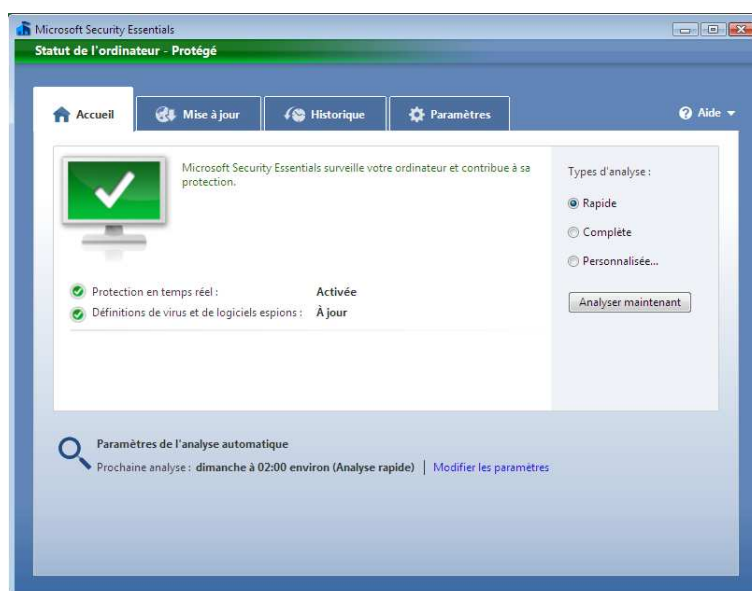 Microsoft Security Essentials
Statut de l'ordinateur - Protégé
Accueil
Mise à jour
Historique
Paramètres
Aide
Microsoft Security Essentials surveille votre ordinateur et contribue à sa
protection.
Protection en temps réel : Activée
Définitions de virus et de logiciels espions : À jour
Types d'analyse :
Rapide
Complète
Personnalisée...
Analyser maintenant
Paramètres de l'analyse automatique
Prochaine analyse : dimanche à 02:00 environ (Analyse rapide) | Modifier les paramètres